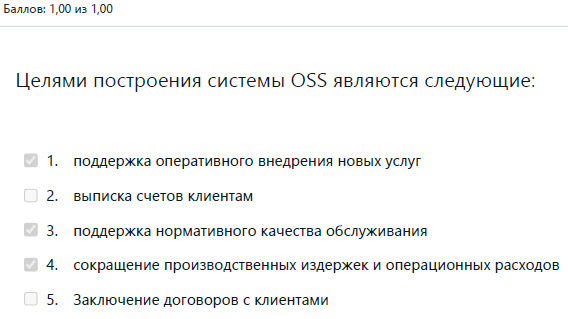 Баллов: 1,00 из 1,00
Целями построения системы OSS являются следующие:
1. поддержка оперативного внедрения новых услуг
2. выписка счетов клиентам
3. поддержка нормативного качества обслуживания
4. сокращение производственных издержек и операционных расходов
5. Заключение договоров с клиентами